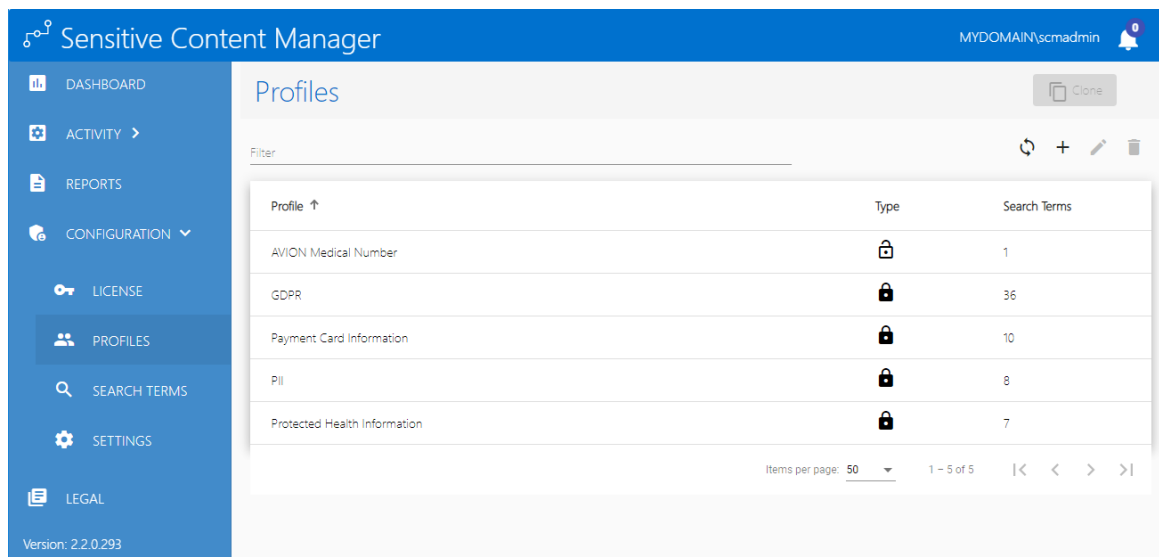 Sensitive Content Manager
MYDOMAIN\scmadmin
0
DASHBOARD
ACTIVITY
REPORTS
CONFIGURATION
LICENSE
PROFILES
SEARCH TERMS
SETTINGS
LEGAL
Version: 2.2.0.293
Profiles
Clone
Filter
Profile Type Search Terms
AVION Medical Number 1
GDPR 36
Payment Card Information 10
PII 8
Protected Health Information 7
Items per page: 50 1 – 5 of 5